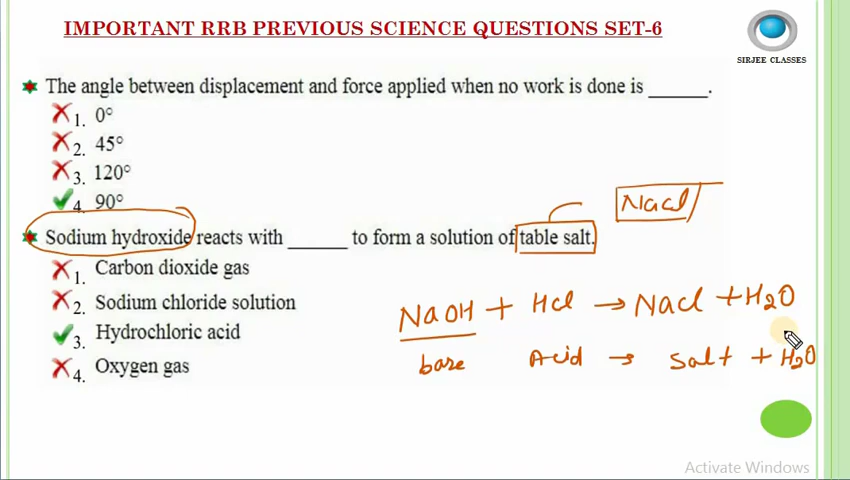 IMPORTANT RRB PREVIOUS SCIENCE QUESTIONS SET-6
SIRJEE CLASSES
The angle between displacement and force applied when no work is done is ______.
1. 0°
2. 45°
3. 120°
4. 90°
Nacl
Sodium hydroxide reacts with ______ to form a solution of table salt.
1. Carbon dioxide gas
2. Sodium chloride solution
3. Hydrochloric acid
4. Oxygen gas
NaOH + Hcl → Nacl + H₂O
base Acid → Salt + H₂O
Activate Windows